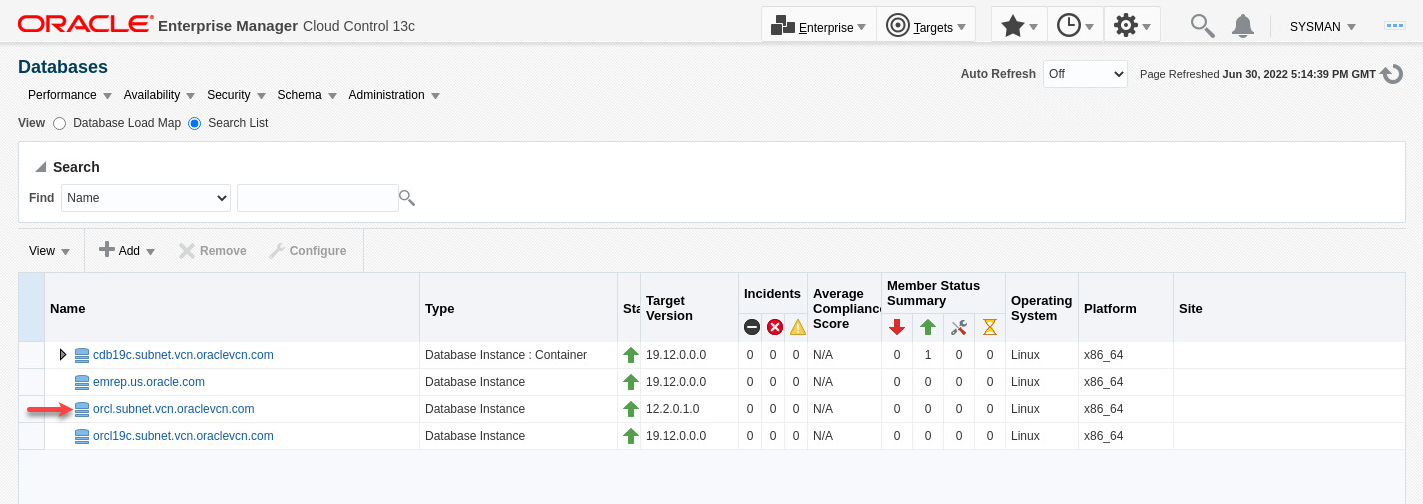 ORACLE® Enterprise Manager Cloud Control 13c
Enterprise Targets SYSMAN
Databases
Auto Refresh Off Page Refreshed Jun 30, 2022 5:14:39 PM GMT
Performance Availability Security Schema Administration
View Database Load Map Search List
Search
Find Name
View Add Remove Configure
Name Type Sta Target Version Incidents Average Compliance Score Member Status Summary Operating System Platform Site
cdb19c.subnet.vcn.oraclevcn.com Database Instance : Container 19.12.0.0.0 0 0 0 N/A 0 1 0 0 Linux x86_64
emrep.us.oracle.com Database Instance 19.12.0.0.0 0 0 0 N/A 0 0 0 0 Linux x86_64
orcl.subnet.vcn.oraclevcn.com Database Instance 12.2.0.1.0 0 0 0 N/A 0 0 0 0 Linux x86_64
orcl19c.subnet.vcn.oraclevcn.com Database Instance 19.12.0.0.0 0 0 0 N/A 0 0 0 0 Linux x86_64